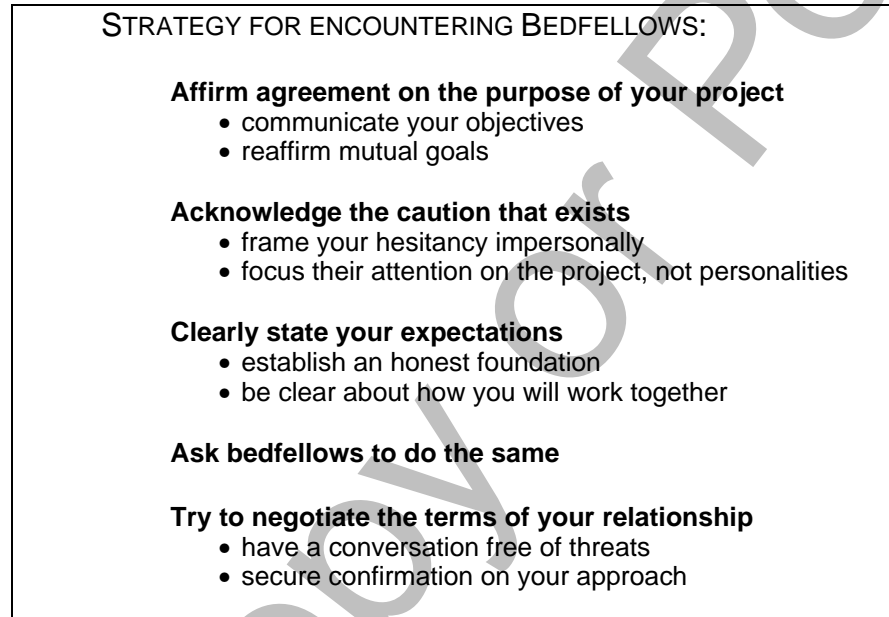 STRATEGY FOR ENCOUNTERING BEDFELLOWS:
Affirm agreement on the purpose of your project
• communicate your objectives
• reaffirm mutual goals
Acknowledge the caution that exists
• frame your hesitancy impersonally
• focus their attention on the project, not personalities
Clearly state your expectations
• establish an honest foundation
• be clear about how you will work together
Ask bedfellows to do the same
Try to negotiate the terms of your relationship
• have a conversation free of threats
• secure confirmation on your approach